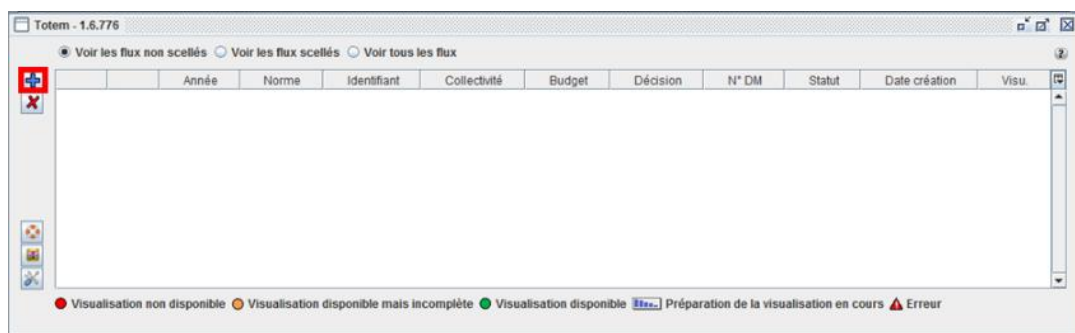 Totem - 1.6.776
Voir les flux non scellés Voir les flux scellés Voir tous les flux
Année Norme Identifiant Collectivité Budget Décision N° DM Statut Date création Visu.
Visualisation non disponible Visualisation disponible mais incomplète Visualisation disponible Préparation de la visualisation en cours Erreur